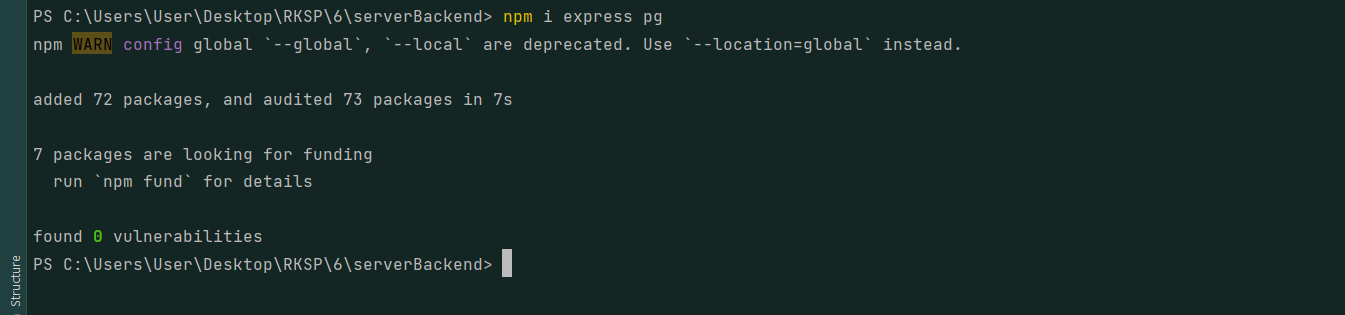 PS C:\Users\User\Desktop\RKSP\6\serverBackend> npm i express pg
npm WARN config global `--global`, `--local` are deprecated. Use `--location=global` instead.
added 72 packages, and audited 73 packages in 7s
7 packages are looking for funding
  run `npm fund` for details
found 0 vulnerabilities
PS C:\Users\User\Desktop\RKSP\6\serverBackend>
Structure